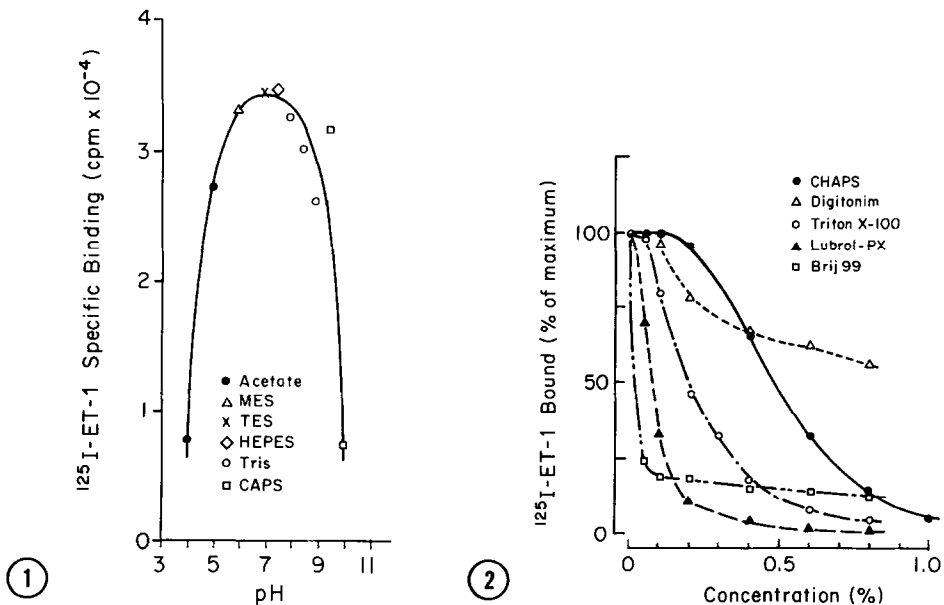 ¹²⁵I-ET-1 Specific Binding (cpm x 10⁻⁴)
4
3
2
1
0
● Acetate
△ MES
x TES
◇ HEPES
○ Tris
□ CAPS
3 5 7 9 11
pH
1
¹²⁵I-ET-1 Bound (% of maximum)
100
50
0
● CHAPS
△ Digitonim
○ Triton X-100
▲ Lubrol-PX
□ Brij 99
0 0.5 1.0
Concentration (%)
2